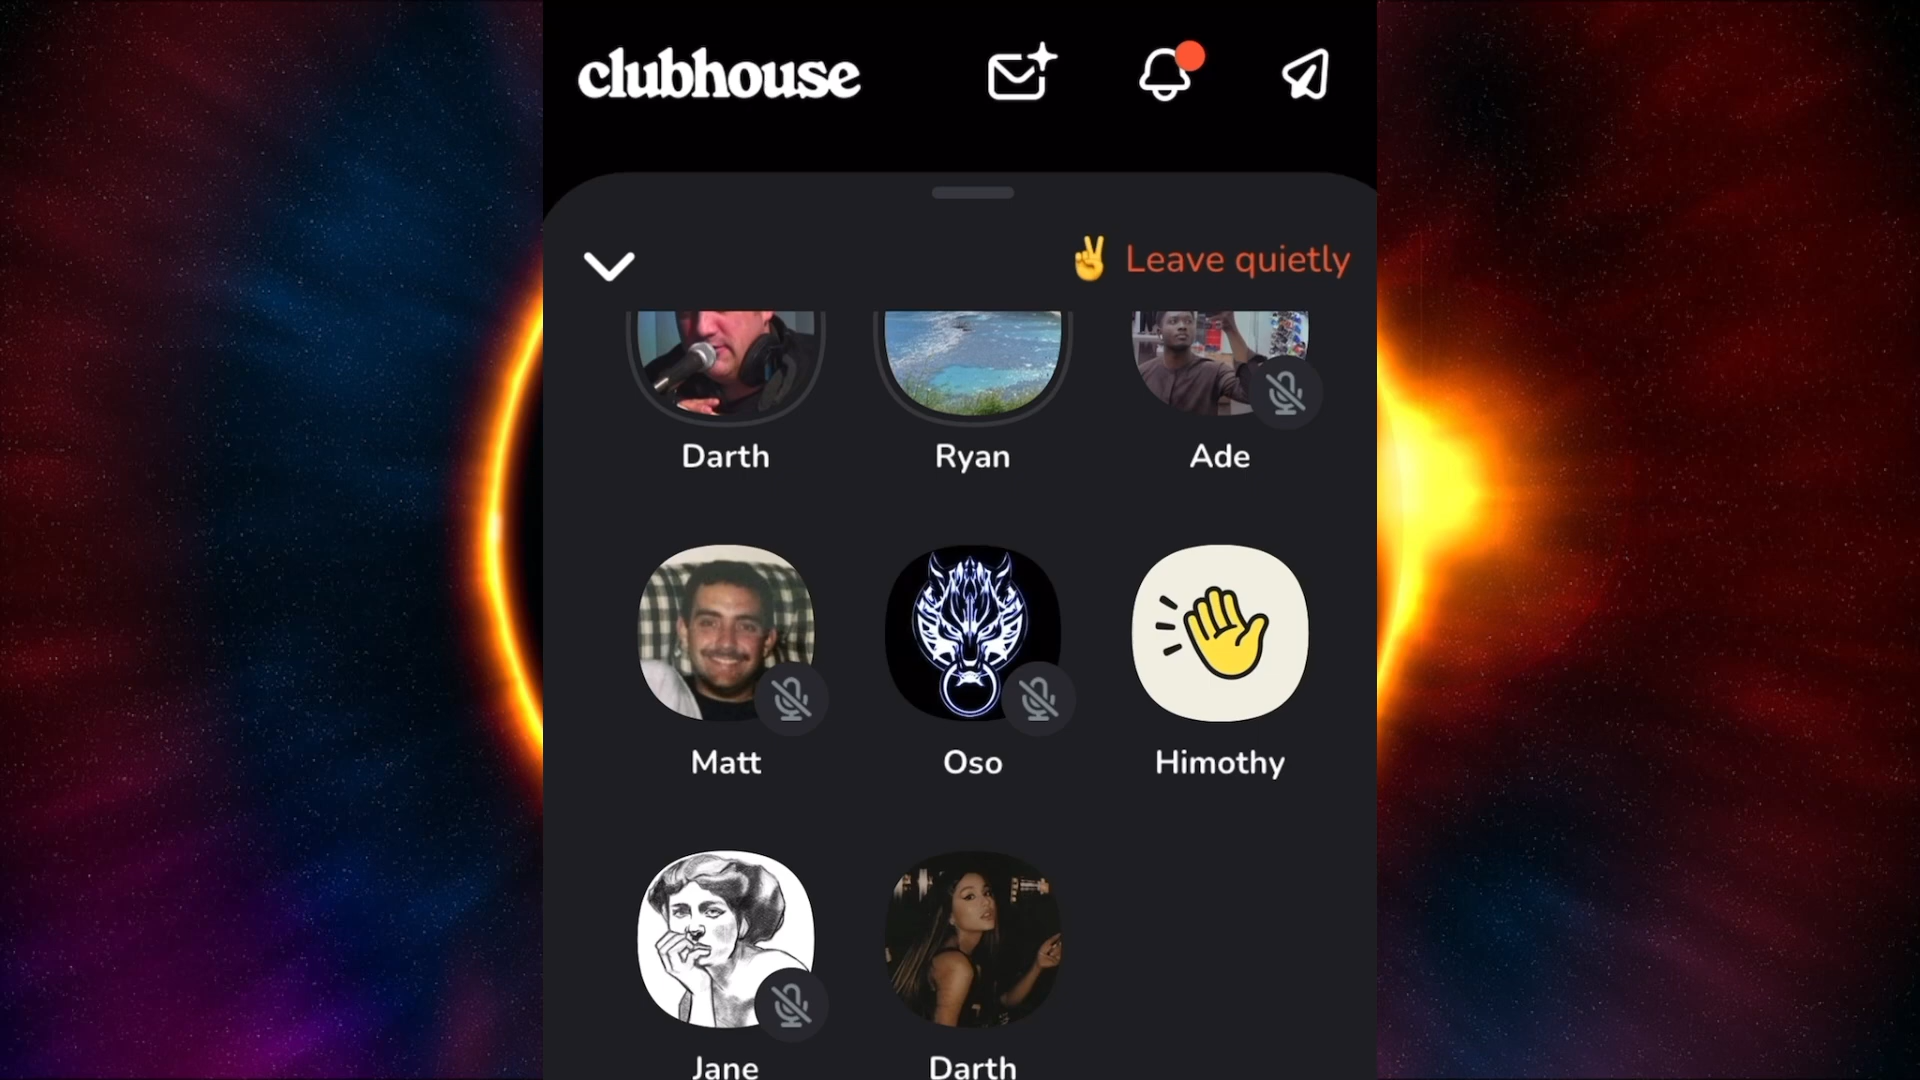 clubhouse
✌️ Leave quietly
Darth
Ryan
Ade
Matt
Oso
Himothy
Jane
Darth